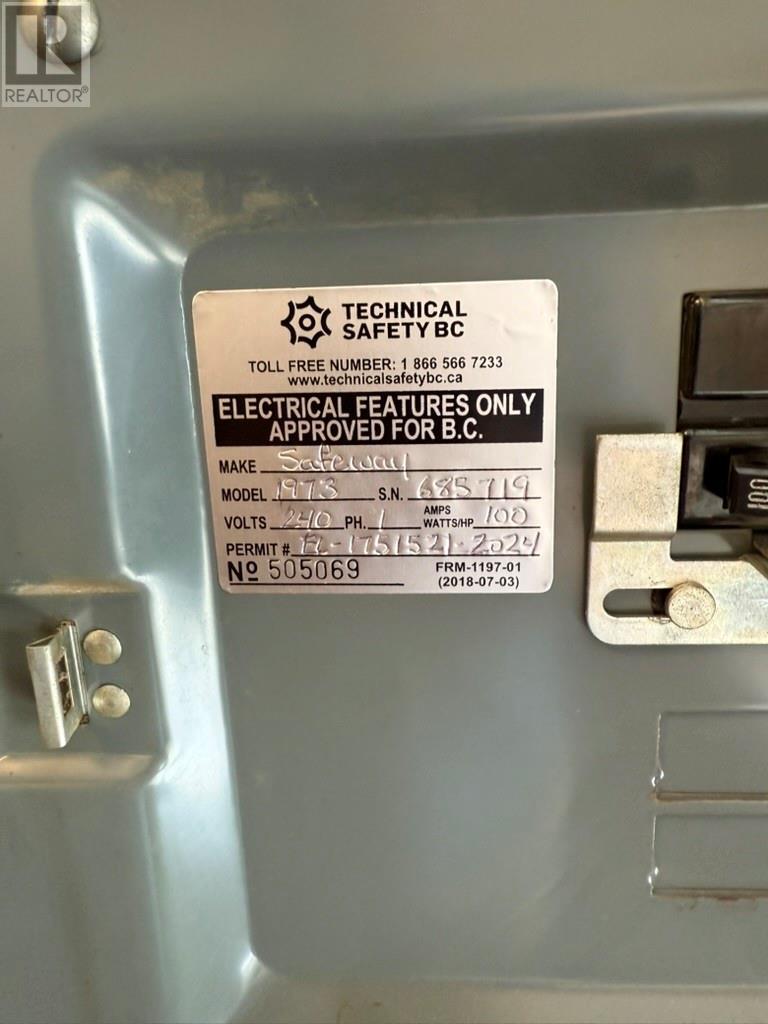 REALTOR®
TECHNICAL
SAFETY BC
TOLL FREE NUMBER: 1 866 566 7233
www.technicalsafetybc.ca
ELECTRICAL FEATURES ONLY
APPROVED FOR B.C.
MAKE Safeway
MODEL 1973 S.N. 685719
VOLTS 240 PH. 1 AMPS WATTS/HP 100
PERMIT # EL-1751521-2024
Nº 505069 FRM-1197-01
(2018-07-03)
100